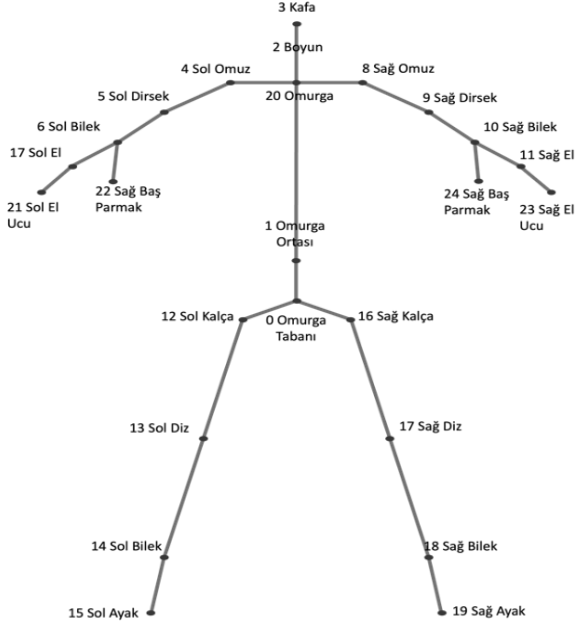 3 Kafa
2 Boyun
4 Sol Omuz
8 Sağ Omuz
20 Omurga
5 Sol Dirsek
9 Sağ Dirsek
6 Sol Bilek
10 Sağ Bilek
17 Sol El
11 Sağ El
22 Sağ Baş
Parmak
24 Sağ Baş
Parmak
21 Sol El
Ucu
23 Sağ El
Ucu
1 Omurga
Ortası
12 Sol Kalça
0 Omurga
Tabanı
16 Sağ Kalça
13 Sol Diz
17 Sağ Diz
14 Sol Bilek
18 Sağ Bilek
15 Sol Ayak
19 Sağ Ayak